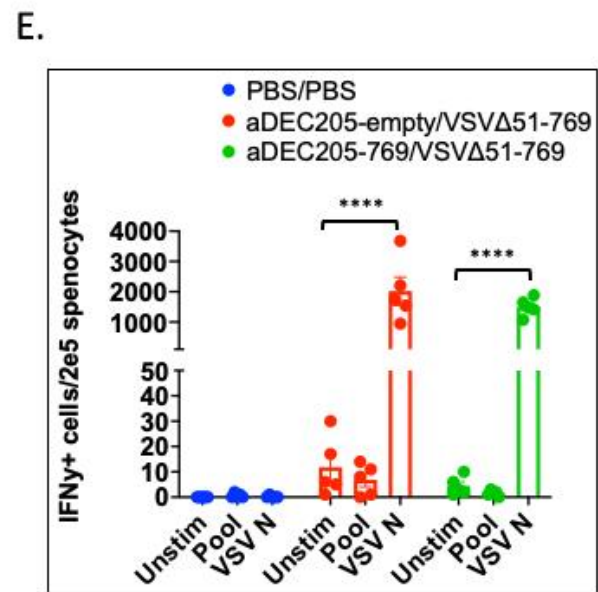 E.
PBS/PBS
aDEC205-empty/VSVΔ51-769
aDEC205-769/VSVΔ51-769
IFNy+ cells/2e5 spenocytes
**** 
****
4000
3000
2000
1000
50
40
30
20
10
0
Unstim
Pool
VSV N
Unstim
Pool
VSV N
Unstim
Pool
VSV N